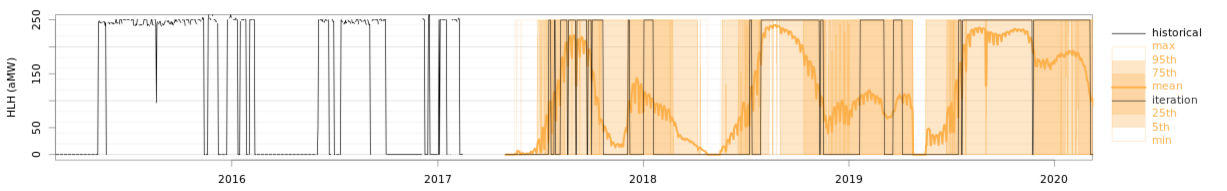 HLH (aMW)
250
150
50
0
2016
2017
2018
2019
2020
historical
max
95th
75th
mean
iteration
25th
5th
min